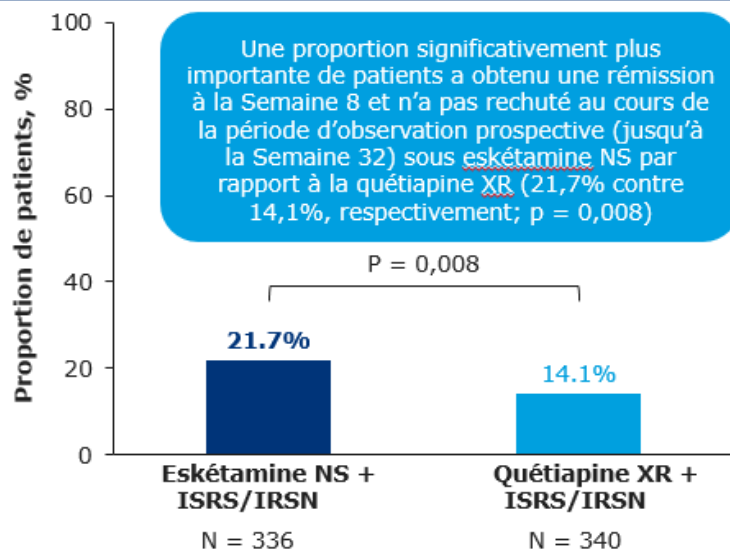 100
80
60
40
20
0
Proportion de patients, %
Une proportion significativement plus
importante de patients a obtenu une rémission
à la Semaine 8 et n'a pas rechuté au cours de
la période d'observation prospective (jusqu'à
la Semaine 32) sous eskétamine NS par
rapport à la quétiapine XR (21,7% contre
14,1%, respectivement; p = 0,008)
P = 0,008
21.7%
14.1%
Eskétamine NS +
ISRS/IRSN
N = 336
Quétiapine XR +
ISRS/IRSN
N = 340